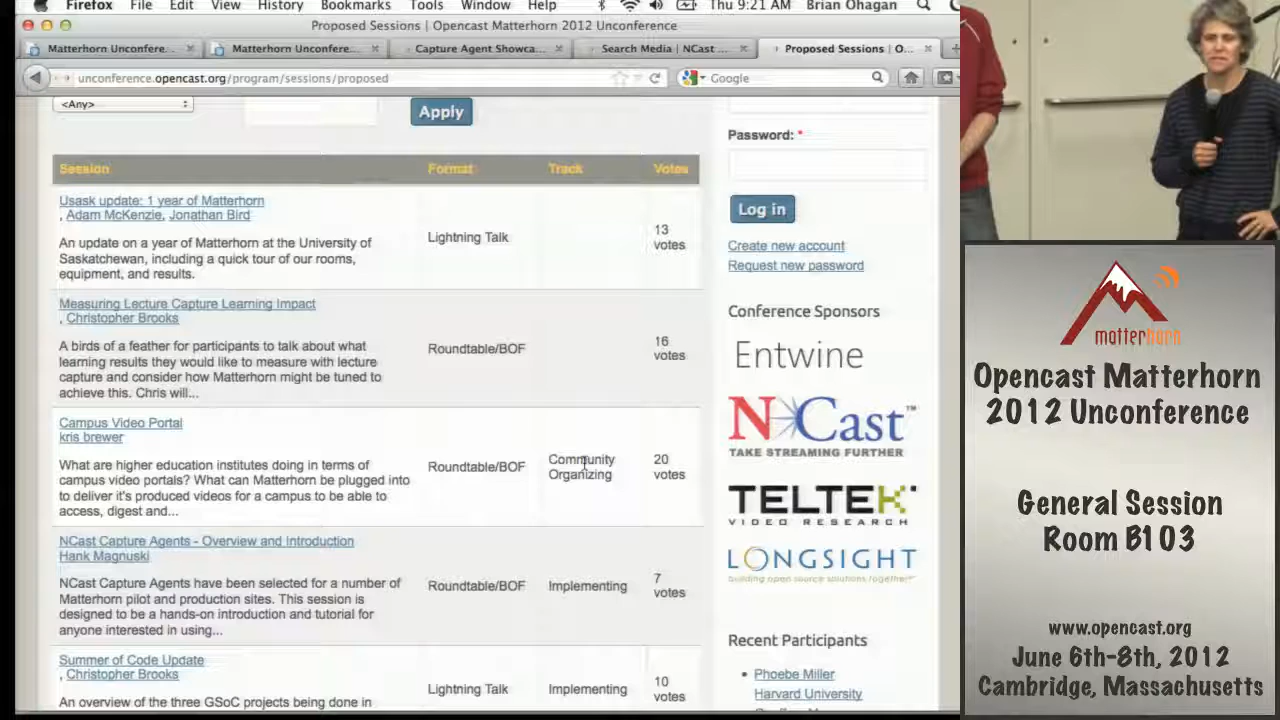 Firefox File Edit View History Bookmarks Tools Window Help Thu 9:21 AM Brian Ohagan
Proposed Sessions | Opencast Matterhorn 2012 Unconference
Matterhorn Unconfere... Matterhorn Unconfere... Capture Agent Showca... Search Media | NCast ... Proposed Sessions | O...
unconference.opencast.org/program/sessions/proposed Google
<Any> Apply
Password: *
Log in
Create new account
Request new password
Session Format Track Votes
Usask update: 1 year of Matterhorn
, Adam McKenzie, Jonathan Bird
An update on a year of Matterhorn at the University of
Saskatchewan, including a quick tour of our rooms,
equipment, and results.
Lightning Talk
13
votes
Measuring Lecture Capture Learning Impact
, Christopher Brooks
A birds of a feather for participants to talk about what
learning results they would like to measure with lecture
capture and consider how Matterhorn might be tuned to
achieve this. Chris will...
Roundtable/BOF
16
votes
Campus Video Portal
kris brewer
What are higher education institutes doing in terms of
campus video portals? What can Matterhorn be plugged into
to deliver it's produced videos for a campus to be able to
access, digest and...
Roundtable/BOF
Community
Organizing
20
votes
NCast Capture Agents - Overview and Introduction
Hank Magnuski
NCast Capture Agents have been selected for a number of
Matterhorn pilot and production sites. This session is
designed to be a hands-on introduction and tutorial for
anyone interested in using...
Roundtable/BOF
Implementing
7
votes
Summer of Code Update
, Christopher Brooks
An overview of the three GSoC projects being done in
Lightning Talk
Implementing
10
votes
Conference Sponsors
Entwine
NCast™
TAKE STREAMING FURTHER
TELTEK
VIDEO RESEARCH
LONGSIGHT
building open source solutions together™
Recent Participants
Phoebe Miller
Harvard University
matterhorn
Opencast Matterhorn
2012 Unconference
General Session
Room B103
www.opencast.org
June 6th-8th, 2012
Cambridge, Massachusetts